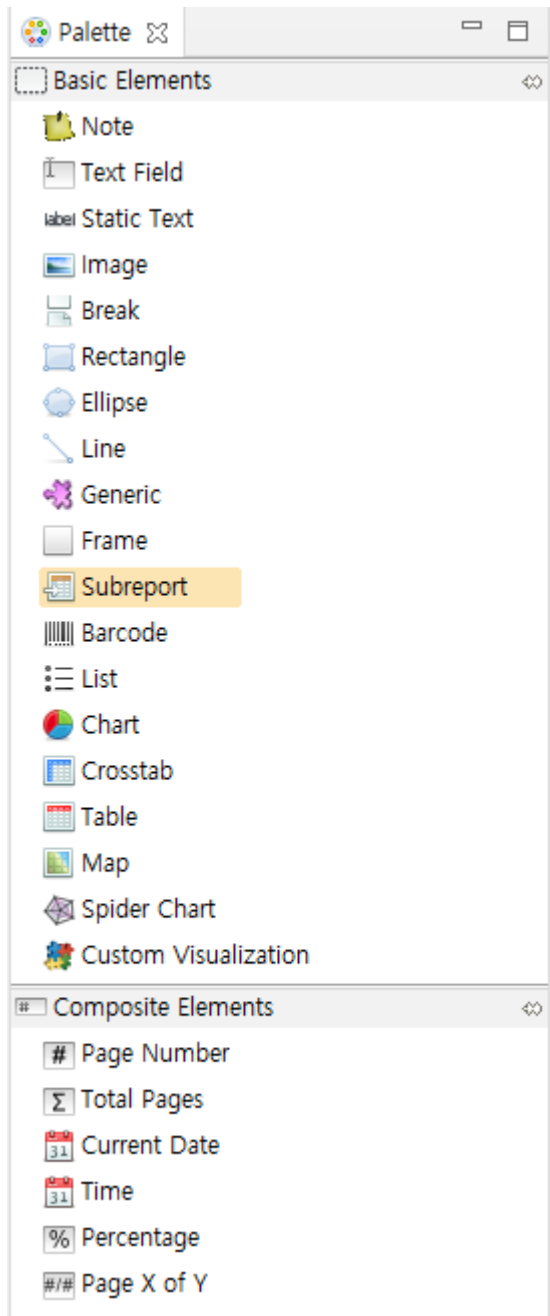 Palette
Basic Elements
Note
Text Field
label Static Text
Image
Break
Rectangle
Ellipse
Line
Generic
Frame
Subreport
Barcode
List
Chart
Crosstab
Table
Map
Spider Chart
Custom Visualization
# Composite Elements
# Page Number
Σ Total Pages
31 Current Date
31 Time
% Percentage
#/# Page X of Y